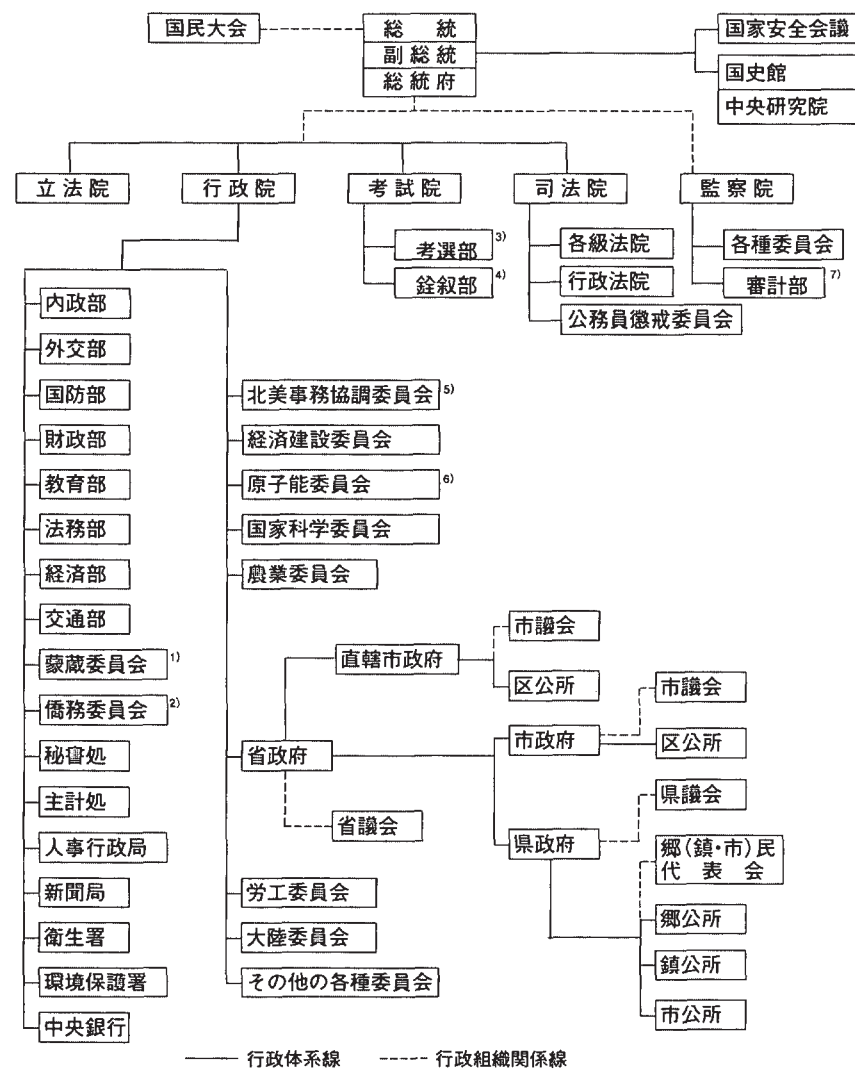 国民大会
総統
副総統
総統府
国家安全会議
国史館
中央研究院
立法院
行政院
考試院
司法院
監察院
考選部 3)
銓叙部 4)
各級法院
行政法院
公務員懲戒委員会
各種委員会
審計部 7)
内政部
外交部
国防部
財政部
教育部
法務部
経済部
交通部
蒙蔵委員会 1)
僑務委員会 2)
秘書処
主計処
人事行政局
新聞局
衛生署
環境保護署
中央銀行
北美事務協調委員会 5)
経済建設委員会
原子能委員会 6)
国家科学委員会
農業委員会
省政府
労工委員会
大陸委員会
その他の各種委員会
直轄市政府
省議会
市議会
区公所
市政府
県政府
市議会
区公所
県議会
郷(鎮・市)民
代表会
郷公所
鎮公所
市公所
行政体系線
行政組織関係線